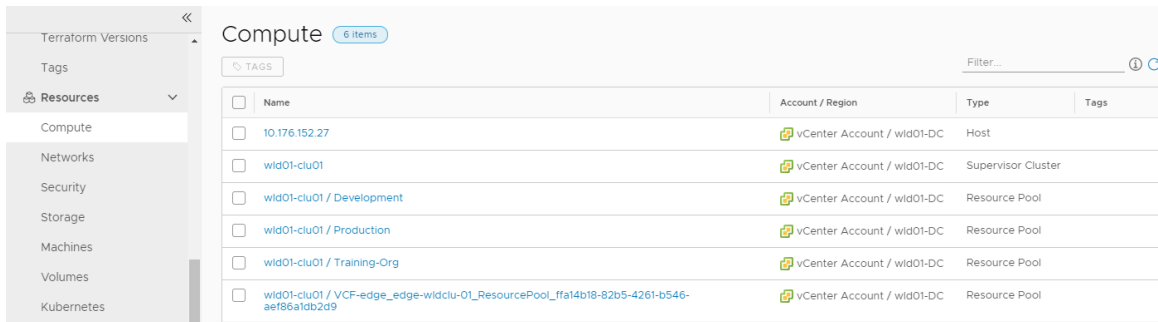 «
Terraform Versions
Tags
Resources
Compute
Networks
Security
Storage
Machines
Volumes
Kubernetes
Compute 6 items
TAGS
Filter...
Name Account / Region Type Tags
10.176.152.27 vCenter Account / wld01-DC Host
wld01-clu01 vCenter Account / wld01-DC Supervisor Cluster
wld01-clu01 / Development vCenter Account / wld01-DC Resource Pool
wld01-clu01 / Production vCenter Account / wld01-DC Resource Pool
wld01-clu01 / Training-Org vCenter Account / wld01-DC Resource Pool
wld01-clu01 / VCF-edge_edge-wldclu-01_ResourcePool_ffa14b18-82b5-4261-b546- vCenter Account / wld01-DC Resource Pool
aef86a1db2d9